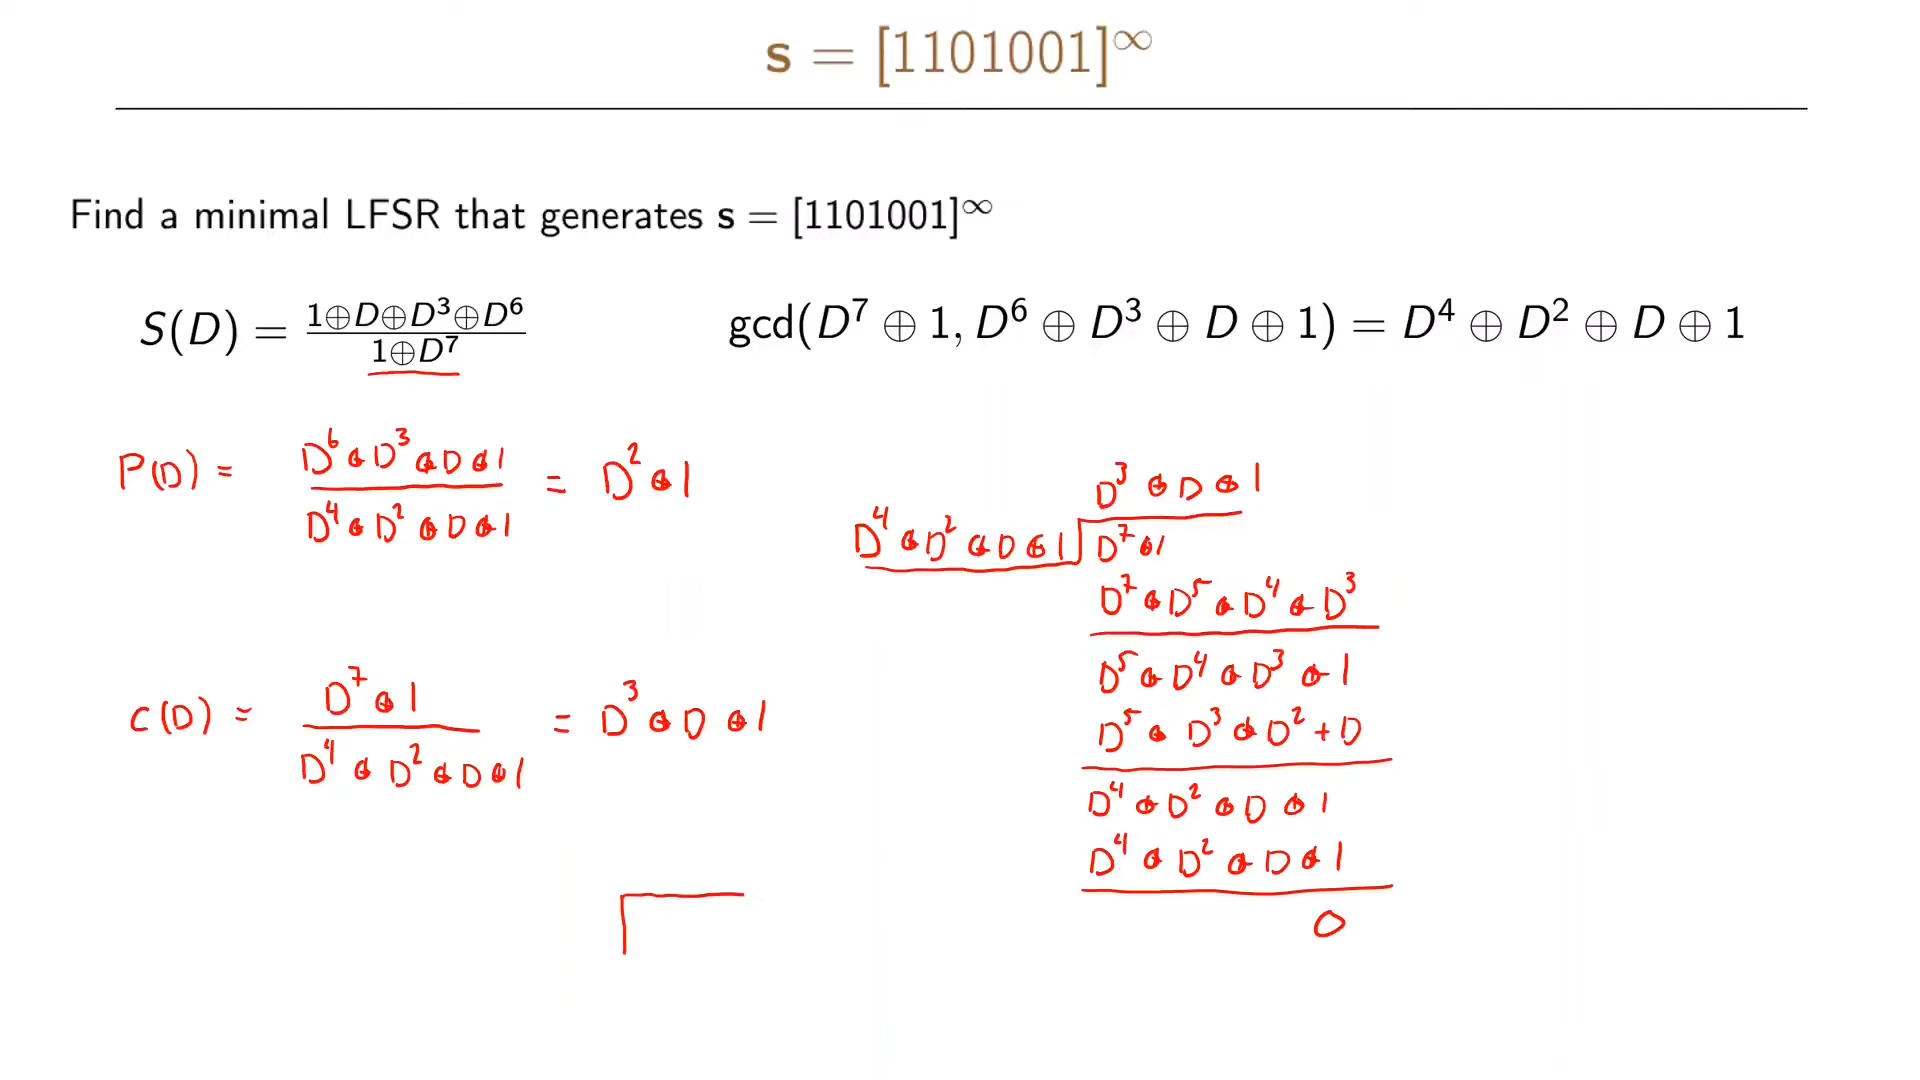 s = [1101001]^∞
Find a minimal LFSR that generates s = [1101001]^∞
S(D) = (1⊕D⊕D³⊕D⁶)/(1⊕D⁷)
gcd(D⁷ ⊕ 1, D⁶ ⊕ D³ ⊕ D ⊕ 1) = D⁴ ⊕ D² ⊕ D ⊕ 1
P(D) = (D⁶⊕D³⊕D⊕1)/(D⁴⊕D²⊕D⊕1) = D²⊕1
C(D) = (D⁷⊕1)/(D⁴⊕D²⊕D⊕1) = D³⊕D⊕1
D³⊕D⊕1
D⁴⊕D²⊕D⊕1 D⁷⊕1
D⁷⊕D⁵⊕D⁴⊕D³
D⁵⊕D⁴⊕D³⊕1
D⁵⊕D³⊕D²+D
D⁴⊕D²⊕D⊕1
D⁴⊕D²⊕D⊕1
0